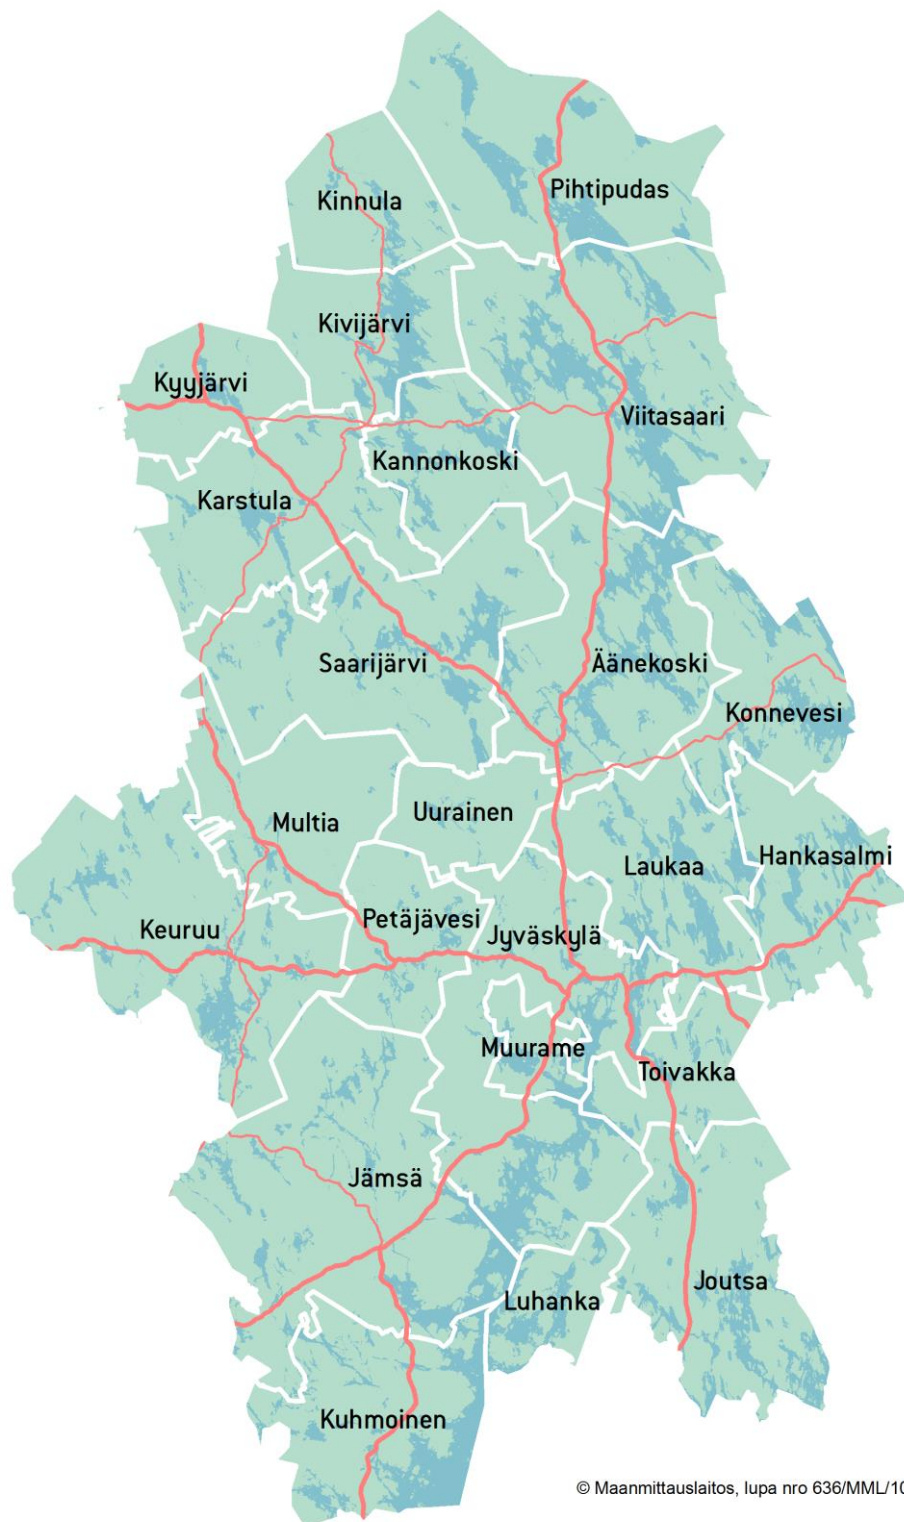 Pihtipudas
Kinnula
Kivijärvi
Kyyjärvi
Viitasaari
Kannonkoski
Karstula
Saarijärvi
Äänekoski
Konnevesi
Uurainen
Multia
Laukaa
Hankasalmi
Petäjävesi
Keuruu
Jyväskylä
Muurame
Toivakka
Jämsä
Joutsa
Luhanka
Kuhmoinen
© Maanmittauslaitos, lupa nro 636/MML/10